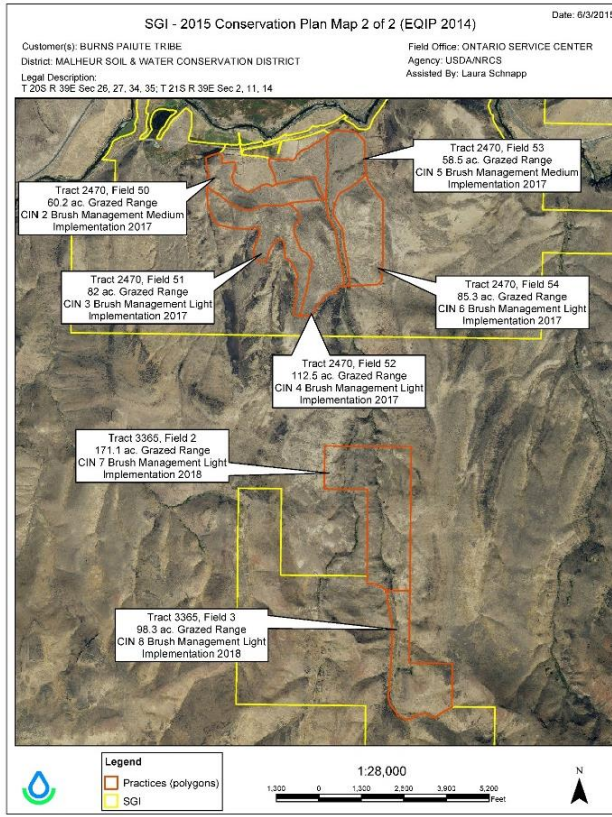 SGI - 2015 Conservation Plan Map 2 of 2 (EQIP 2014)
Date: 6/3/2015
Customer(s): BURNS PAIUTE TRIBE
Field Office: ONTARIO SERVICE CENTER
District: MALHEUR SOIL & WATER CONSERVATION DISTRICT
Agency: USDA/NRCS
Legal Description:
Assisted By: Laura Schnapp
T 20S R 39E Sec 26, 27, 34, 35; T 21S R 39E Sec 2, 11, 14
Tract 2470, Field 53
58.5 ac. Grazed Range
CIN 5 Brush Management Medium
Implementation 2017
Tract 2470, Field 50
60.2 ac. Grazed Range
CIN 2 Brush Management Medium
Implementation 2017
Tract 2470, Field 51
82 ac. Grazed Range
CIN 3 Brush Management Light
Implementation 2017
Tract 2470, Field 54
85.3 ac. Grazed Range
CIN 6 Brush Management Light
Implementation 2017
Tract 2470, Field 52
112.5 ac. Grazed Range
CIN 4 Brush Management Light
Implementation 2017
Tract 3365, Field 2
171.1 ac. Grazed Range
CIN 7 Brush Management Light
Implementation 2018
Tract 3365, Field 3
98.3 ac. Grazed Range
CIN 8 Brush Management Light
Implementation 2018
Legend
Practices (polygons)
SGI
1:28,000
1,300 0 1,300 2,600 3,900 5,200
Feet
N